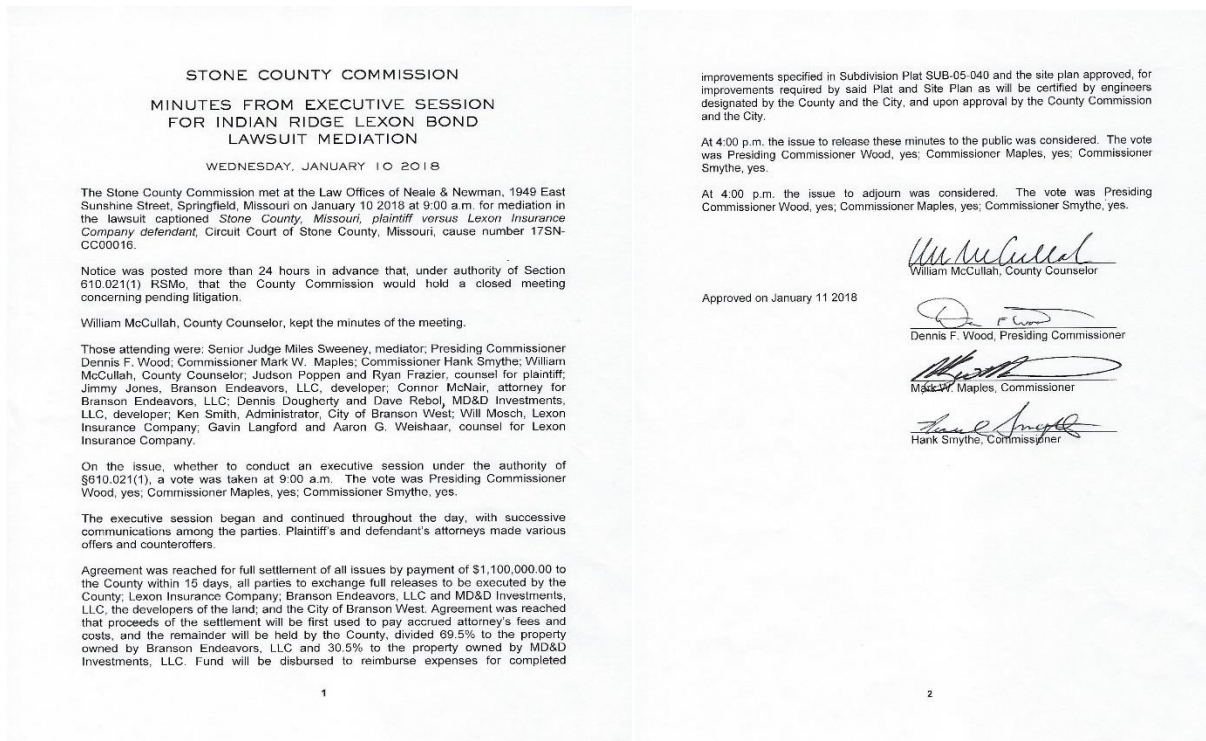 STONE COUNTY COMMISSION
MINUTES FROM EXECUTIVE SESSION
FOR INDIAN RIDGE LEXON BOND
LAWSUIT MEDIATION
WEDNESDAY, JANUARY 10 2018
The Stone County Commission met at the Law Offices of Neale & Newman, 1949 East
Sunshine Street, Springfield, Missouri on January 10 2018 at 9:00 a.m. for mediation in
the lawsuit captioned Stone County, Missouri, plaintiff versus Lexon Insurance
Company defendant, Circuit Court of Stone County, Missouri, cause number 17SN-
CC00016.
Notice was posted more than 24 hours in advance that, under authority of Section
610.021(1) RSMo, that the County Commission would hold a closed meeting
concerning pending litigation.
William McCullah, County Counselor, kept the minutes of the meeting.
Those attending were: Senior Judge Miles Sweeney, mediator; Presiding Commissioner
Dennis F. Wood; Commissioner Mark W. Maples; Commissioner Hank Smythe; William
McCullah, County Counselor; Judson Poppen and Ryan Frazier, counsel for plaintiff;
Jimmy Jones, Branson Endeavors, LLC, developer; Connor McNair, attorney for
Branson Endeavors, LLC; Dennis Dougherty and Dave Rebol, MD&D Investments,
LLC, developer; Ken Smith, Administrator, City of Branson West; Will Mosch, Lexon
Insurance Company; Gavin Langford and Aaron G. Weishaar, counsel for Lexon
Insurance Company.
On the issue, whether to conduct an executive session under the authority of
§610.021(1), a vote was taken at 9:00 a.m. The vote was Presiding Commissioner
Wood, yes; Commissioner Maples, yes; Commissioner Smythe, yes.
The executive session began and continued throughout the day, with successive
communications among the parties. Plaintiff's and defendant's attorneys made various
offers and counteroffers.
Agreement was reached for full settlement of all issues by payment of $1,100,000.00 to
the County within 15 days, all parties to exchange full releases to be executed by the
County; Lexon Insurance Company; Branson Endeavors, LLC and MD&D Investments,
LLC, the developers of the land; and the City of Branson West. Agreement was reached
that proceeds of the settlement will be first used to pay accrued attorney's fees and
costs, and the remainder will be held by the County, divided 69.5% to the property
owned by Branson Endeavors, LLC and 30.5% to the property owned by MD&D
Investments, LLC. Fund will be disbursed to reimburse expenses for completed
1
improvements specified in Subdivision Plat SUB-05-040 and the site plan approved, for
improvements required by said Plat and Site Plan as will be certified by engineers
designated by the County and the City, and upon approval by the County Commission
and the City.
At 4:00 p.m. the issue to release these minutes to the public was considered. The vote
was Presiding Commissioner Wood, yes; Commissioner Maples, yes; Commissioner
Smythe, yes.
At 4:00 p.m. the issue to adjourn was considered. The vote was Presiding
Commissioner Wood, yes; Commissioner Maples, yes; Commissioner Smythe, yes.
Wm McCullah
William McCullah, County Counselor
Approved on January 11 2018
Dennis F. Wood, Presiding Commissioner
Mark W. Maples, Commissioner
Hank Smythe
Hank Smythe, Commissioner
2